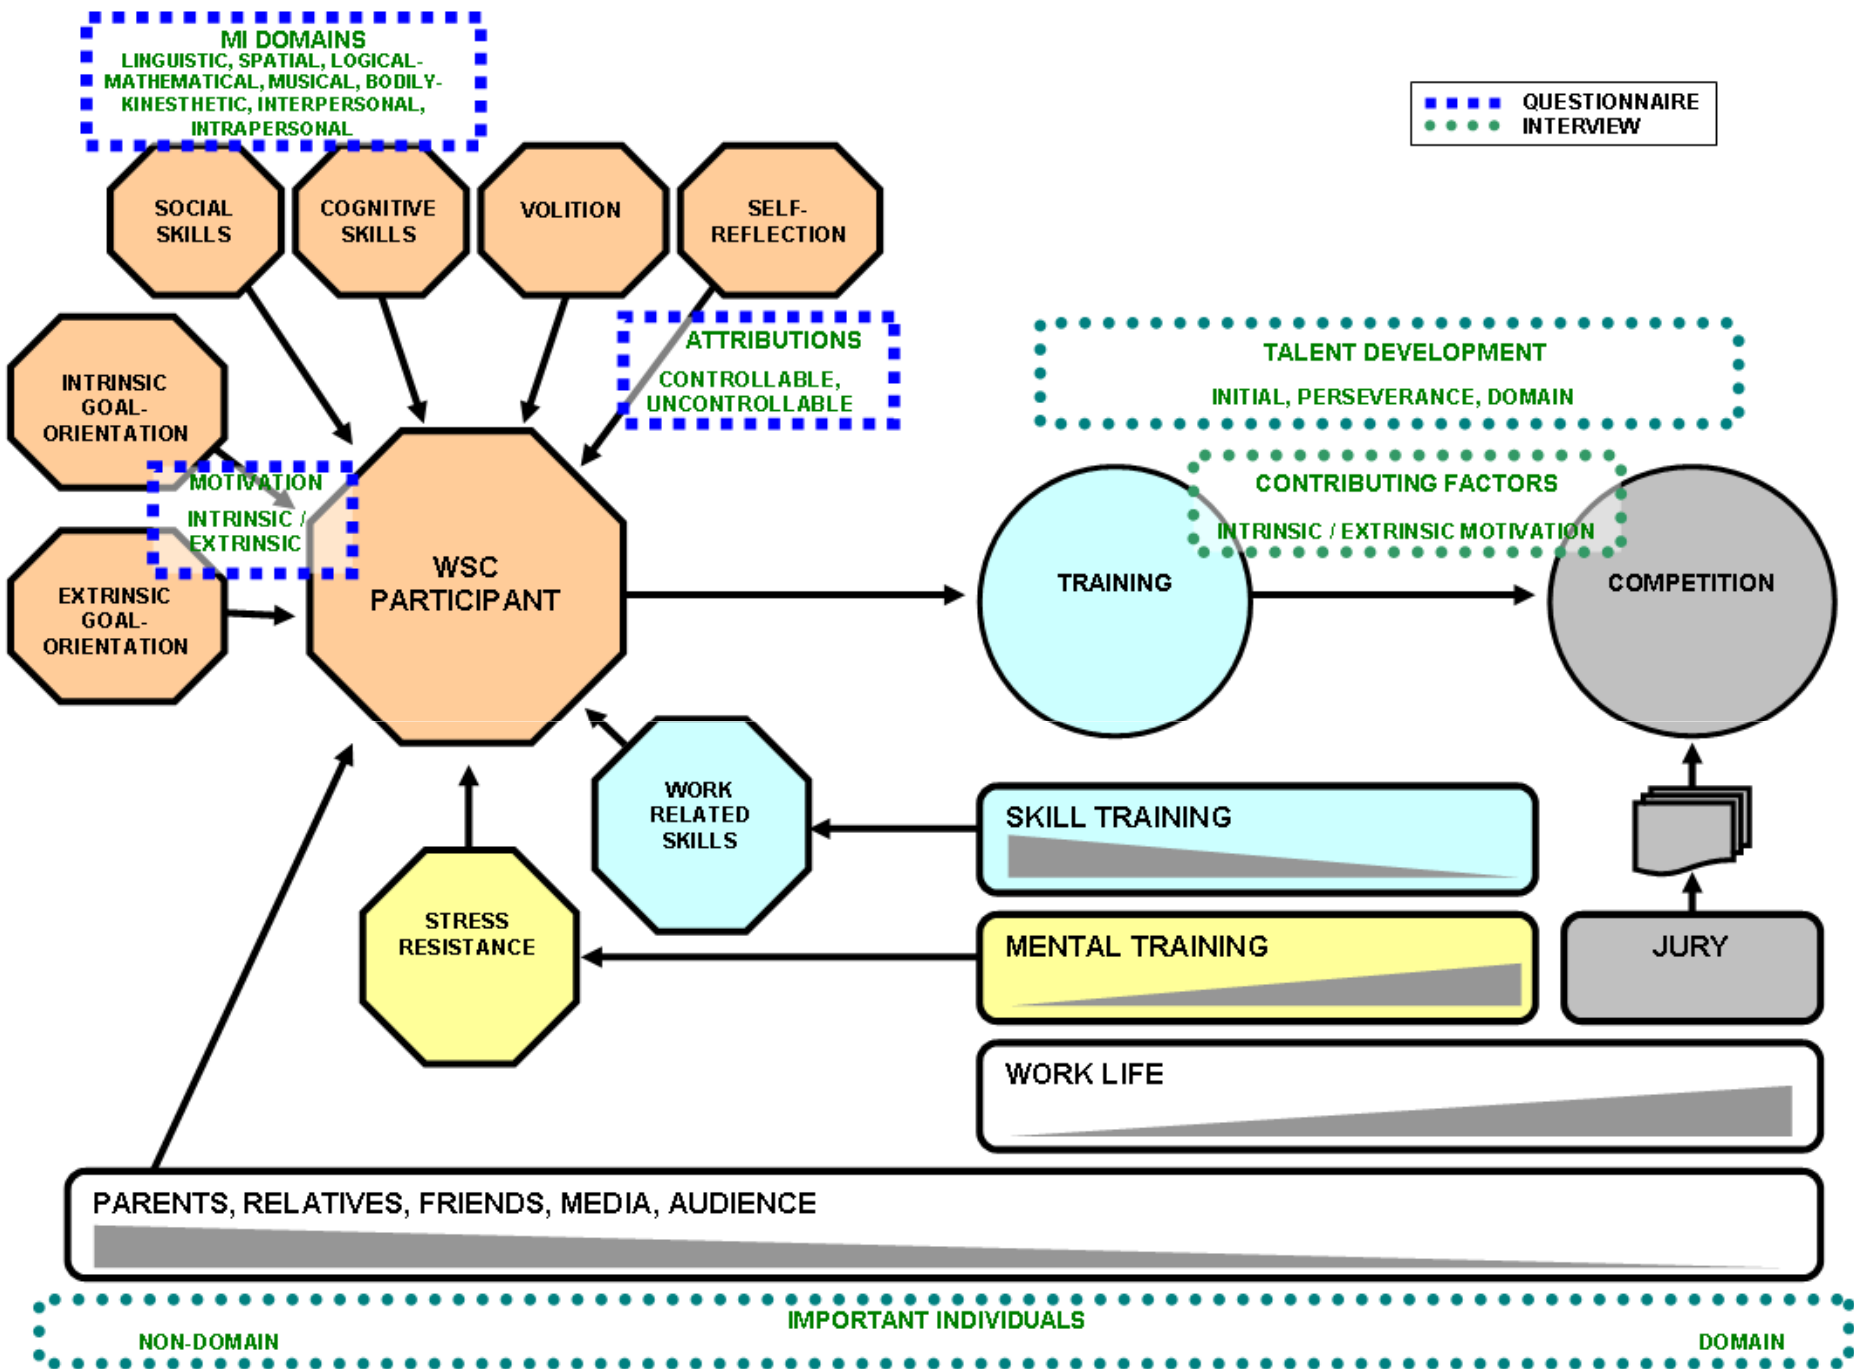 MI DOMAINS
LINGUISTIC, SPATIAL, LOGICAL-
MATHEMATICAL, MUSICAL, BODILY-
KINESTHETIC, INTERPERSONAL,
INTRAPERSONAL
QUESTIONNAIRE
INTERVIEW
SOCIAL
SKILLS
COGNITIVE
SKILLS
VOLITION
SELF-
REFLECTION
ATTRIBUTIONS
CONTROLLABLE,
UNCONTROLLABLE
TALENT DEVELOPMENT
INITIAL, PERSEVERANCE, DOMAIN
INTRINSIC
GOAL-
ORIENTATION
MOTIVATION
INTRINSIC /
EXTRINSIC
CONTRIBUTING FACTORS
INTRINSIC / EXTRINSIC MOTIVATION
EXTRINSIC
GOAL-
ORIENTATION
WSC
PARTICIPANT
TRAINING
COMPETITION
WORK
RELATED
SKILLS
SKILL TRAINING
STRESS
RESISTANCE
MENTAL TRAINING
JURY
WORK LIFE
PARENTS, RELATIVES, FRIENDS, MEDIA, AUDIENCE
IMPORTANT INDIVIDUALS
NON-DOMAIN
DOMAIN